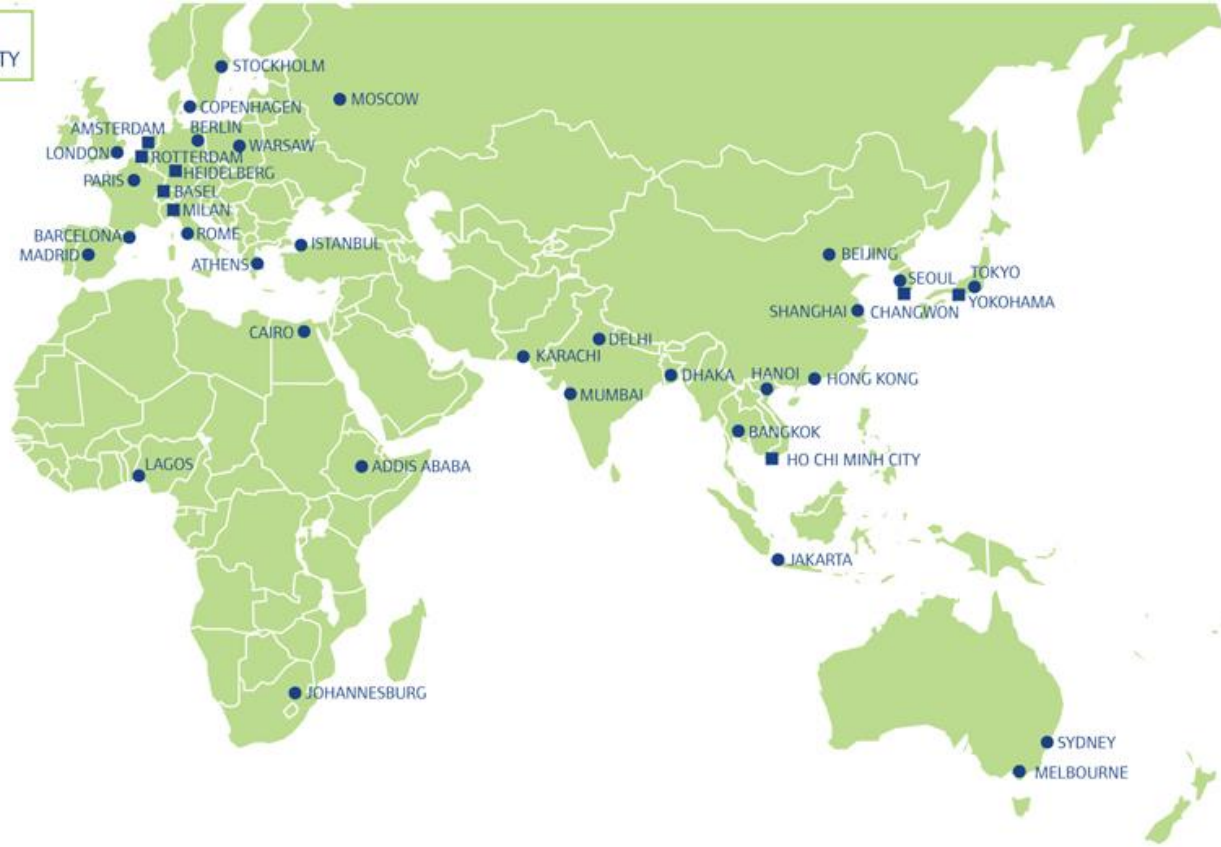 TY
STOCKHOLM
MOSCOW
COPENHAGEN
AMSTERDAM
BERLIN
LONDON
ROTTERDAM
WARSAW
HEIDELBERG
PARIS
BASEL
MILAN
BARCELONA
ROME
ISTANBUL
MADRID
ATHENS
BEIJING
SEOUL
TOKYO
YOKOHAMA
SHANGHAI
CHANGWON
CAIRO
DELHI
KARACHI
DHAKA
HANOI
HONG KONG
MUMBAI
BANGKOK
HO CHI MINH CITY
LAGOS
ADDIS ABABA
JAKARTA
JOHANNESBURG
SYDNEY
MELBOURNE